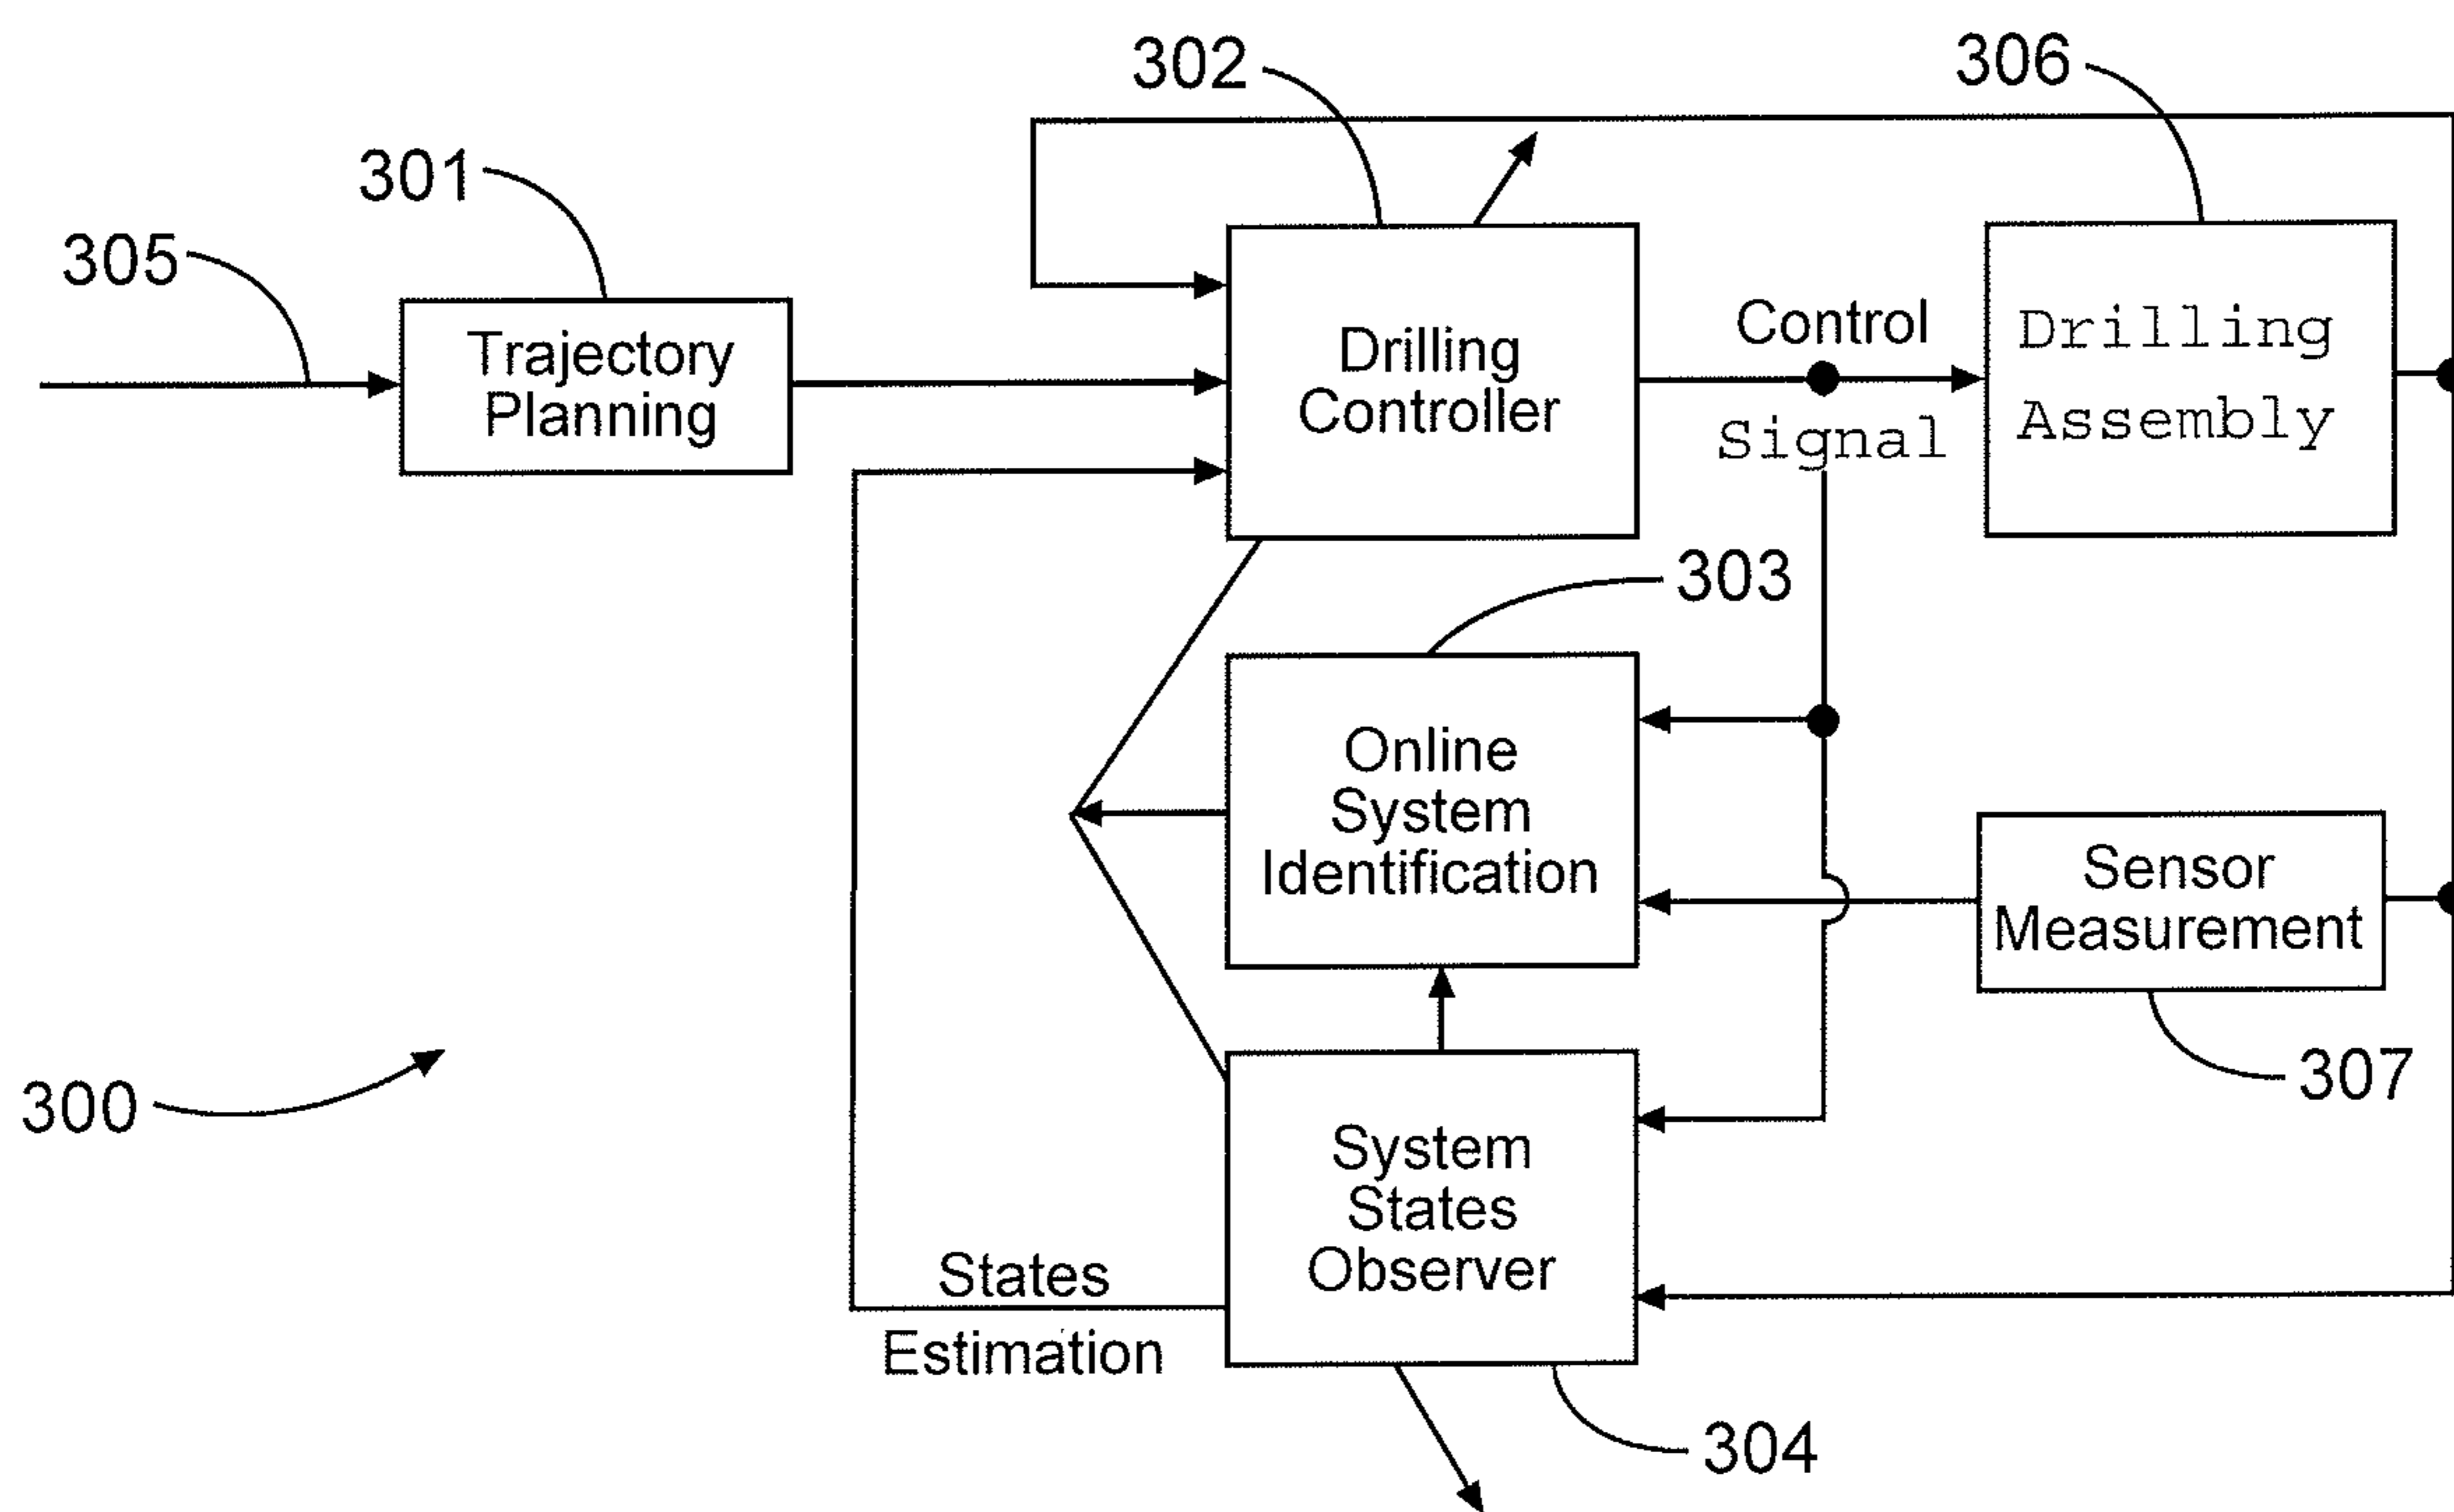 302
306
301
305
Trajectory
Planning
Drilling
Controller
Control
Signal
Drilling
Assembly
303
Online
System
Identification
Sensor
Measurement
307
300
System
States
Observer
States
Estimation
304